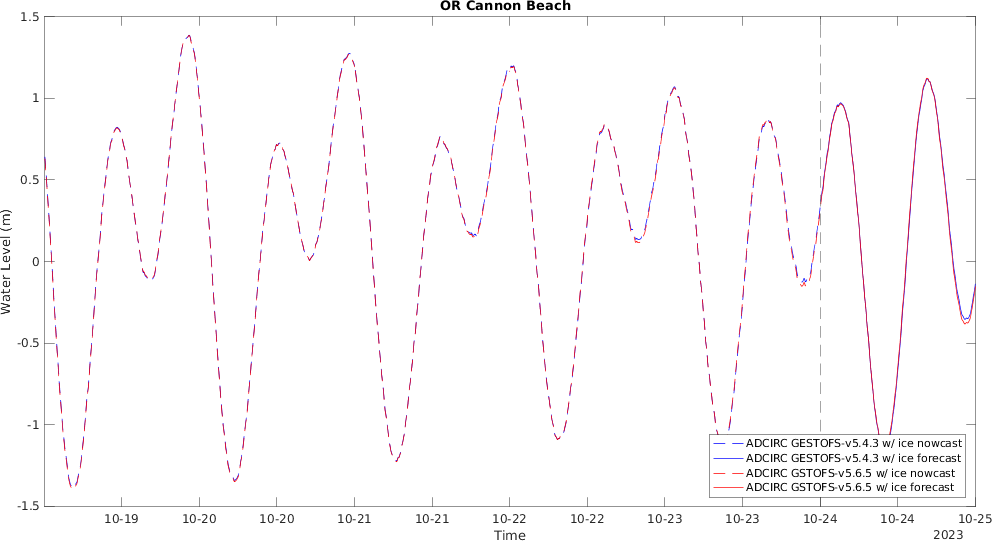 OR Cannon Beach
1.5
1
0.5
0
-0.5
-1
-1.5
Water Level (m)
10-19
10-20
10-20
10-21
10-21
10-22
10-22
10-23
10-23
10-24
10-24
10-25
Time
2023
ADCIRC GESTOFS-v5.4.3 w/ ice nowcast
ADCIRC GESTOFS-v5.4.3 w/ ice forecast
ADCIRC GSTOFS-v5.6.5 w/ ice nowcast
ADCIRC GSTOFS-v5.6.5 w/ ice forecast